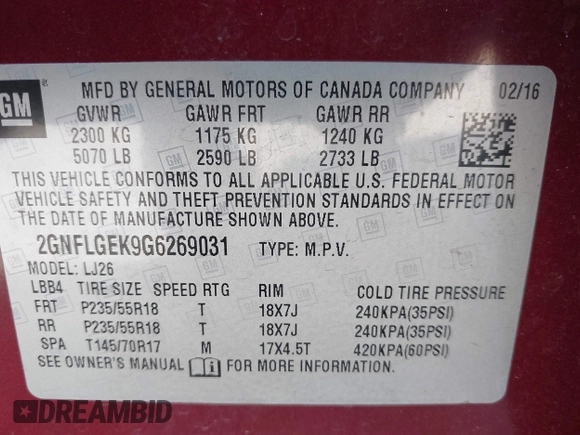 GM
MFD BY GENERAL MOTORS OF CANADA COMPANY 02/16
GVWR GAWR FRT GAWR RR
2300 KG 1175 KG 1240 KG
5070 LB 2590 LB 2733 LB
THIS VEHICLE CONFORMS TO ALL APPLICABLE U.S. FEDERAL MOTOR
VEHICLE SAFETY AND THEFT PREVENTION STANDARDS IN EFFECT ON
THE DATE OF MANUFACTURE SHOWN ABOVE.
2GNFLGEK9G6269031 TYPE: M.P.V.
MODEL: LJ26
LBB4 TIRE SIZE SPEED RTG RIM COLD TIRE PRESSURE
FRT P235/55R18 T 18X7J 240KPA(35PSI)
RR P235/55R18 T 18X7J 240KPA(35PSI)
SPA T145/70R17 M 17X4.5T 420KPA(60PSI)
SEE OWNER'S MANUAL FOR MORE INFORMATION
DREAMBID